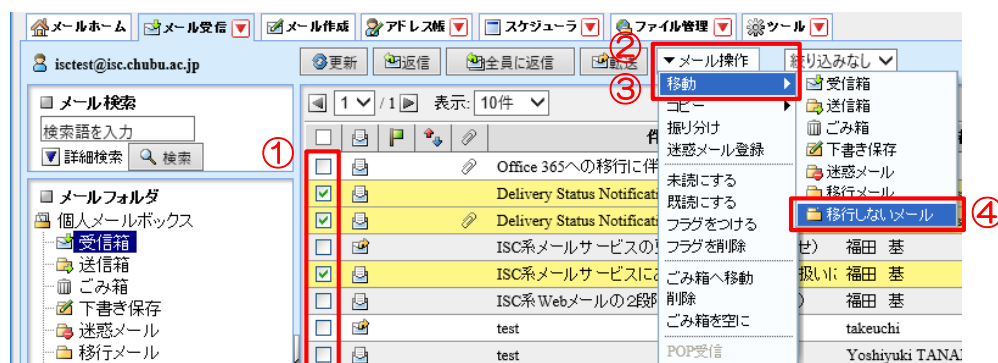 メールホーム メール受信 メール作成 アドレス帳 スケジューラ ファイル管理 ツール
isctest@isc.chubu.ac.jp 更新 返信 全員に返信 転送 ② ▼メール操作 絞り込みなし
メール検索
検索語を入力
詳細検索 検索
メールフォルダ
個人メールボックス
受信箱
送信箱
ごみ箱
下書き保存
迷惑メール
移行メール
1 / 1 表示: 10件
①
件
Office 365への移行に伴
Delivery Status Notificati
Delivery Status Notificati
ISC系メールサービスの
せ) 福田 基
ISC系メールサービスに
扱いに 福田 基
ISC系Webメールの2段階
) 福田 基
test takeuchi
test Yoshiyuki TANA
③
移動
コピー
振り分け
迷惑メール登録
未読にする
既読にする
フラグをつける
フラグを削除
ごみ箱へ移動
削除
ごみ箱を空に
POP受信
受信箱
送信箱
ごみ箱
下書き保存
迷惑メール
移行メール
移行しないメール
④